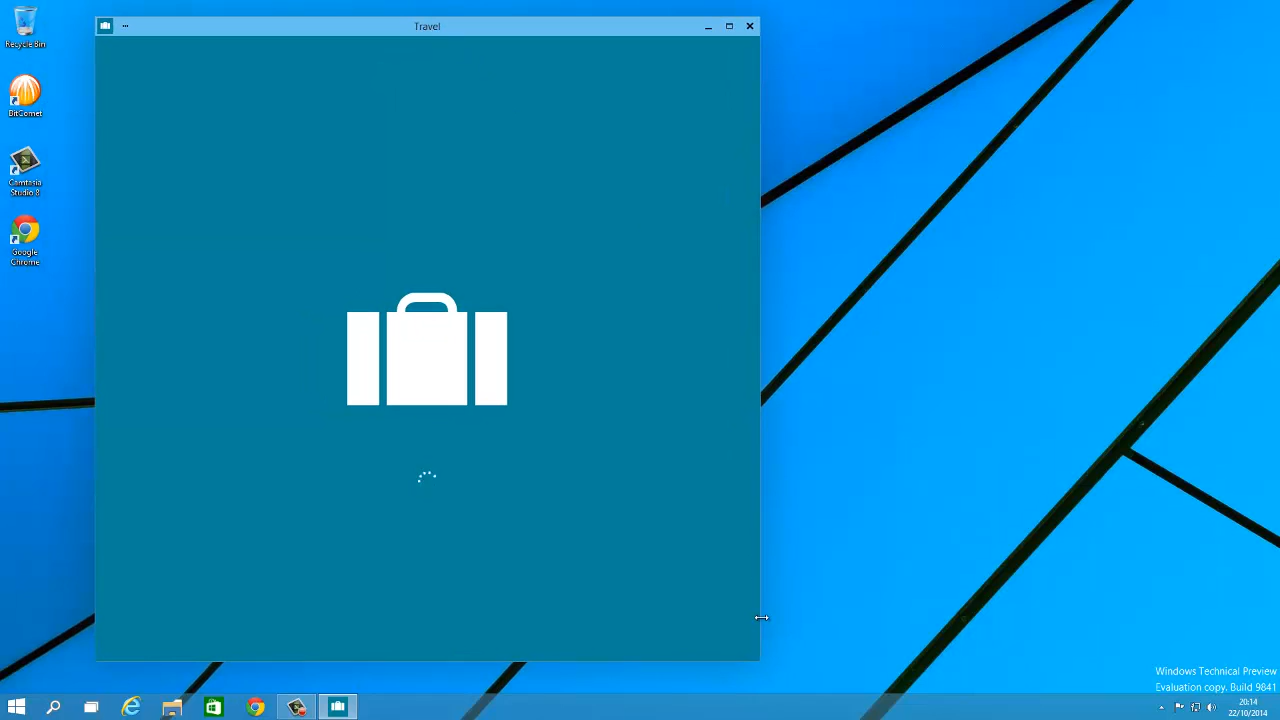 Travel
Recycle Bin
BitComet
Camtasia
Studio 8
Google
Chrome
Windows Technical Preview
Evaluation copy. Build 9841
20:14
22/10/2014